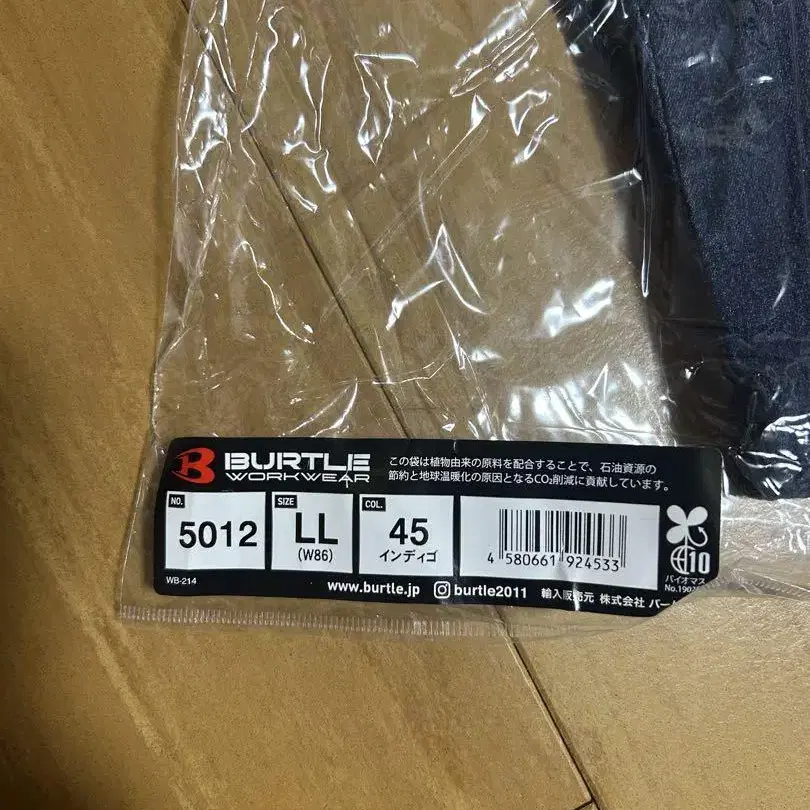 BURTLE
WORKWEAR
この袋は植物由来の原料を配合することで、石油資源の
節約と地球温暖化の原因となるCO₂削減に貢献しています。
NO.
5012
SIZE
LL
(W86)
COL.
45
インディゴ
4 580661 924533
10
バイオマス
No.190
WB-214
www.burtle.jp
burtle2011
輸入販売元 株式会社 バー